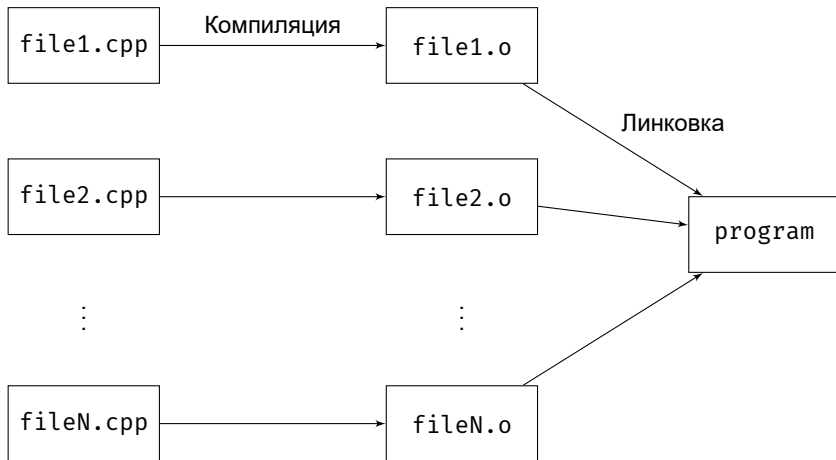 file1.cpp
Компиляция
file1.o
Линковка
file2.cpp
file2.o
program
⋮
⋮
fileN.cpp
fileN.o